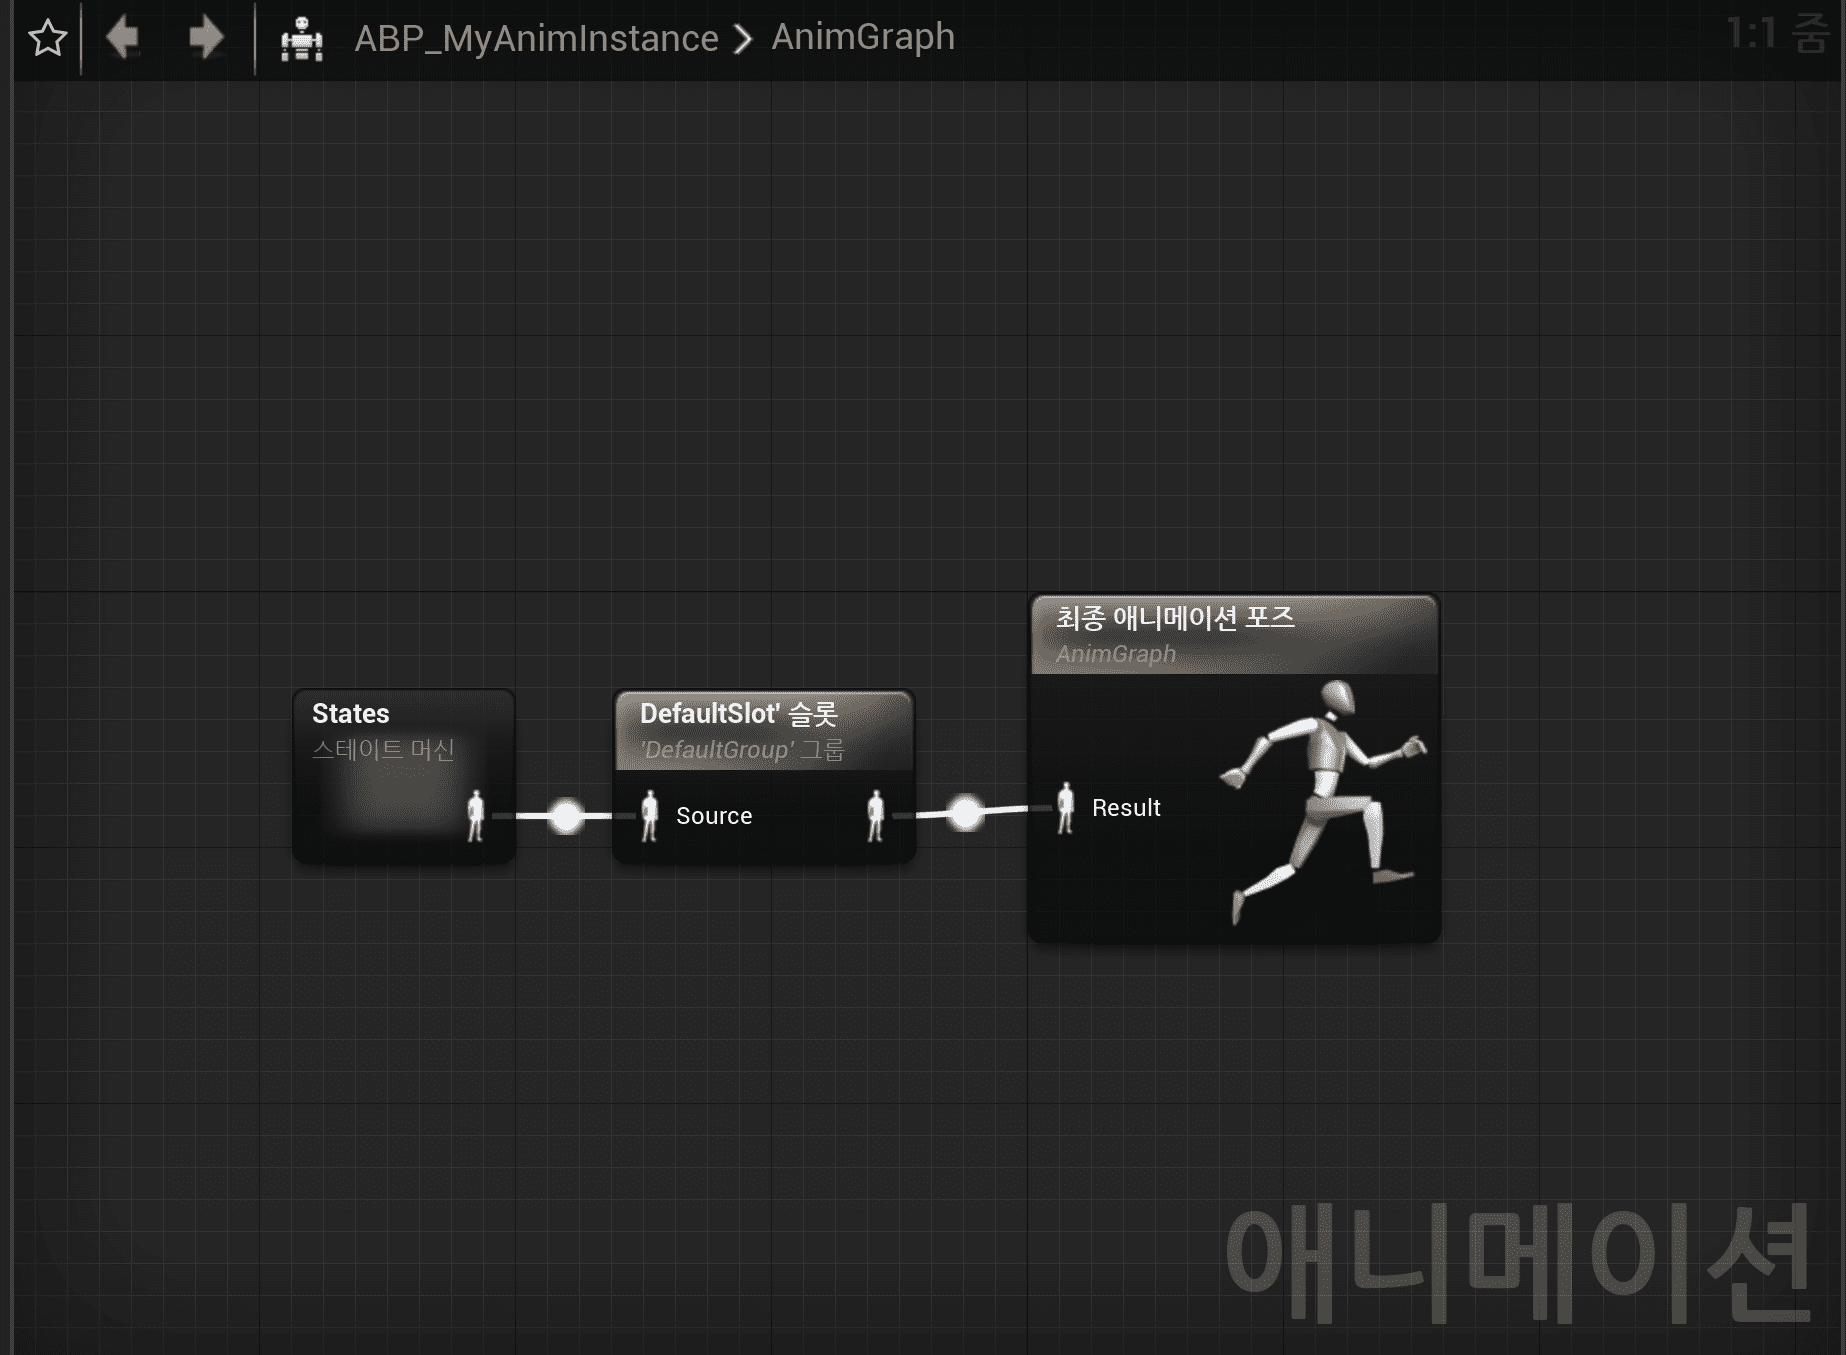 ABP_MyAnimInstance > AnimGraph
1:1 줌
최종 애니메이션 포즈
AnimGraph
States
스테이트 머신
DefaultSlot' 슬롯
'DefaultGroup' 그룹
Source
Result
애니메이션